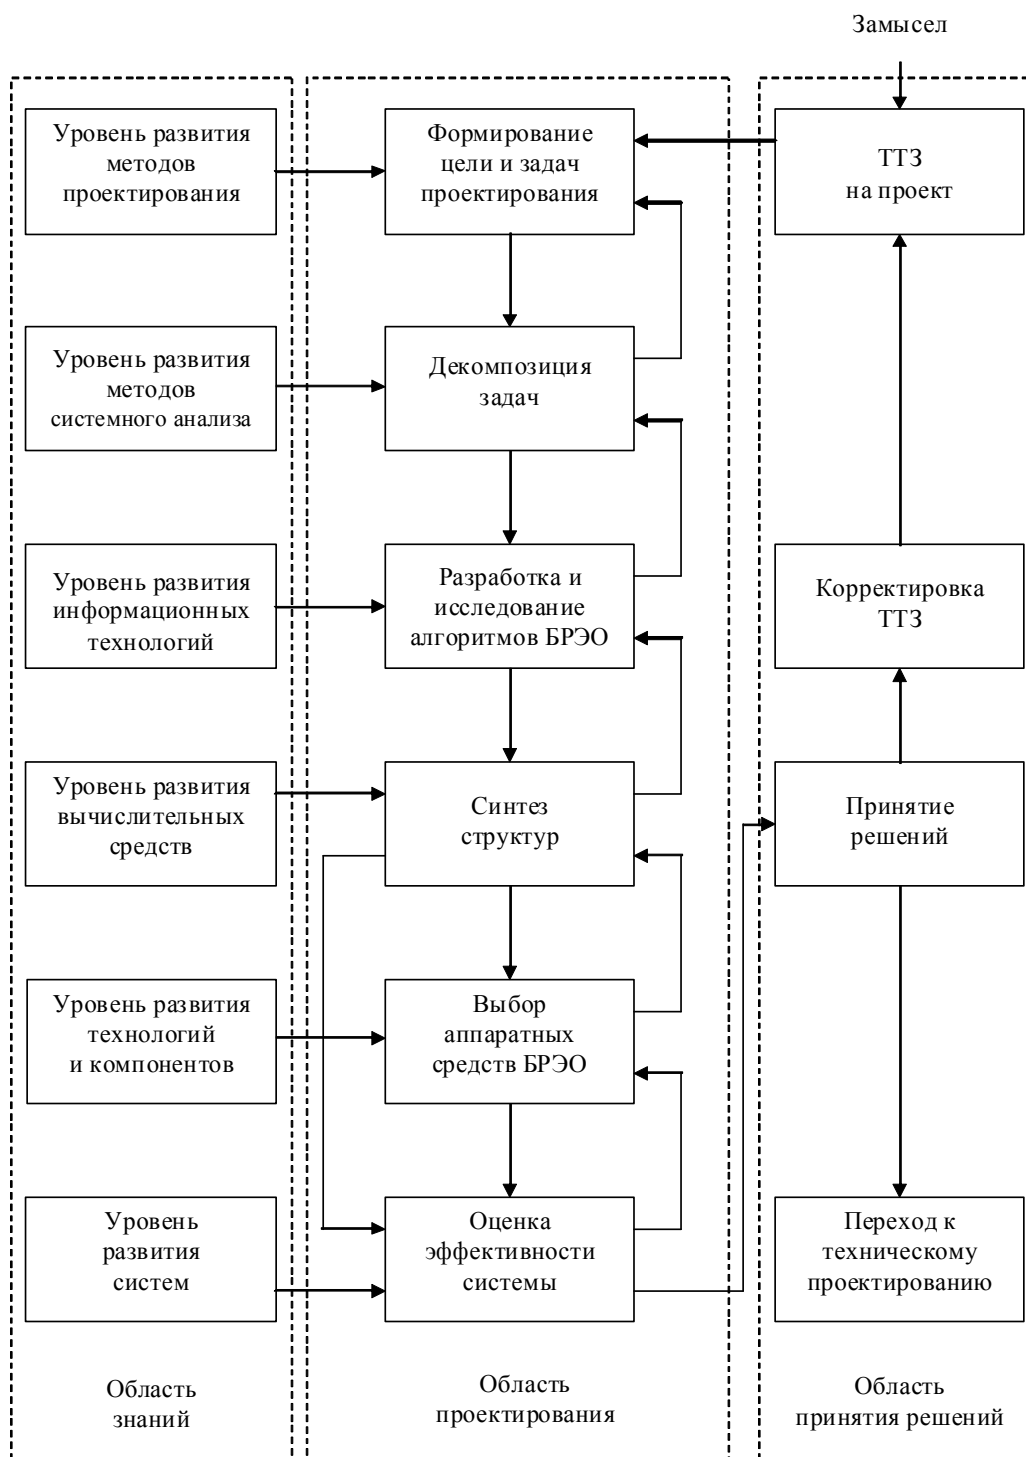 Замысел
Уровень развития
методов
проектирования
Формирование
цели и задач
проектирования
ТТЗ
на проект
Уровень развития
методов
системного анализа
Декомпозиция
задач
Уровень развития
информационных
технологий
Разработка и
исследование
алгоритмов БРЭО
Корректировка
ТТЗ
Уровень развития
вычислительных
средств
Синтез
структур
Принятие
решений
Уровень развития
технологий
и компонентов
Выбор
аппаратных
средств БРЭО
Уровень
развития
систем
Оценка
эффективности
системы
Переход к
техническому
проектированию
Область
знаний
Область
проектирования
Область
принятия решений